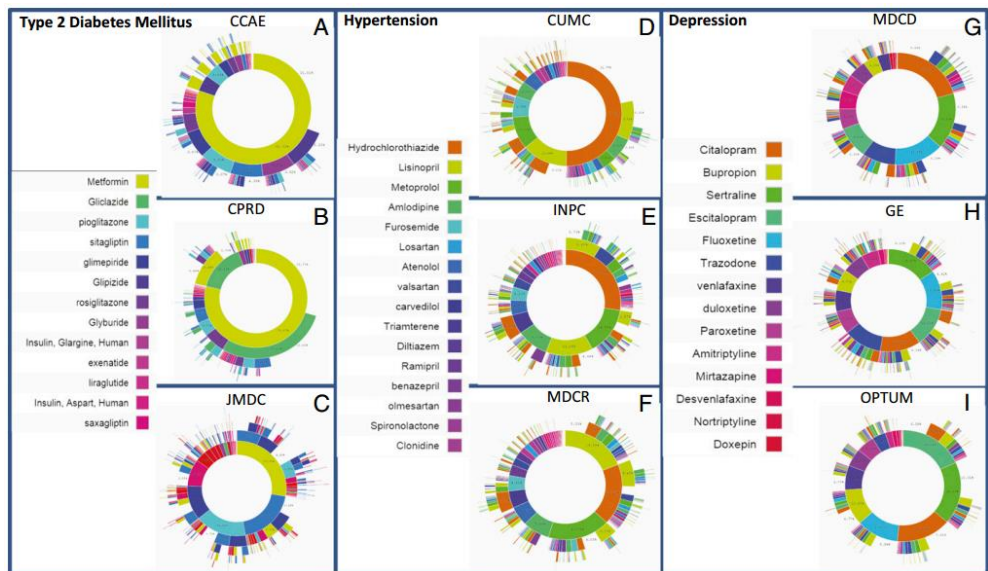 Type 2 Diabetes Mellitus
CCAE
A
Hypertension
CUMC
D
Depression
MDCD
G
Metformin
Gliclazide
pioglitazone
sitagliptin
glimepiride
Glipizide
rosiglitazone
Glyburide
Insulin, Glargine, Human
exenatide
liraglutide
Insulin, Aspart, Human
saxagliptin
CPRD
B
JMDC
C
Hydrochlorothiazide
Lisinopril
Metoprolol
Amlodipine
Furosemide
Losartan
Atenolol
valsartan
carvedilol
Triamterene
Diltiazem
Ramipril
benazepril
olmesartan
Spironolactone
Clonidine
INPC
E
MDCR
F
Citalopram
Bupropion
Sertraline
Escitalopram
Fluoxetine
Trazodone
venlafaxine
duloxetine
Paroxetine
Amitriptyline
Mirtazapine
Desvenlafaxine
Nortriptyline
Doxepin
GE
H
OPTUM
I